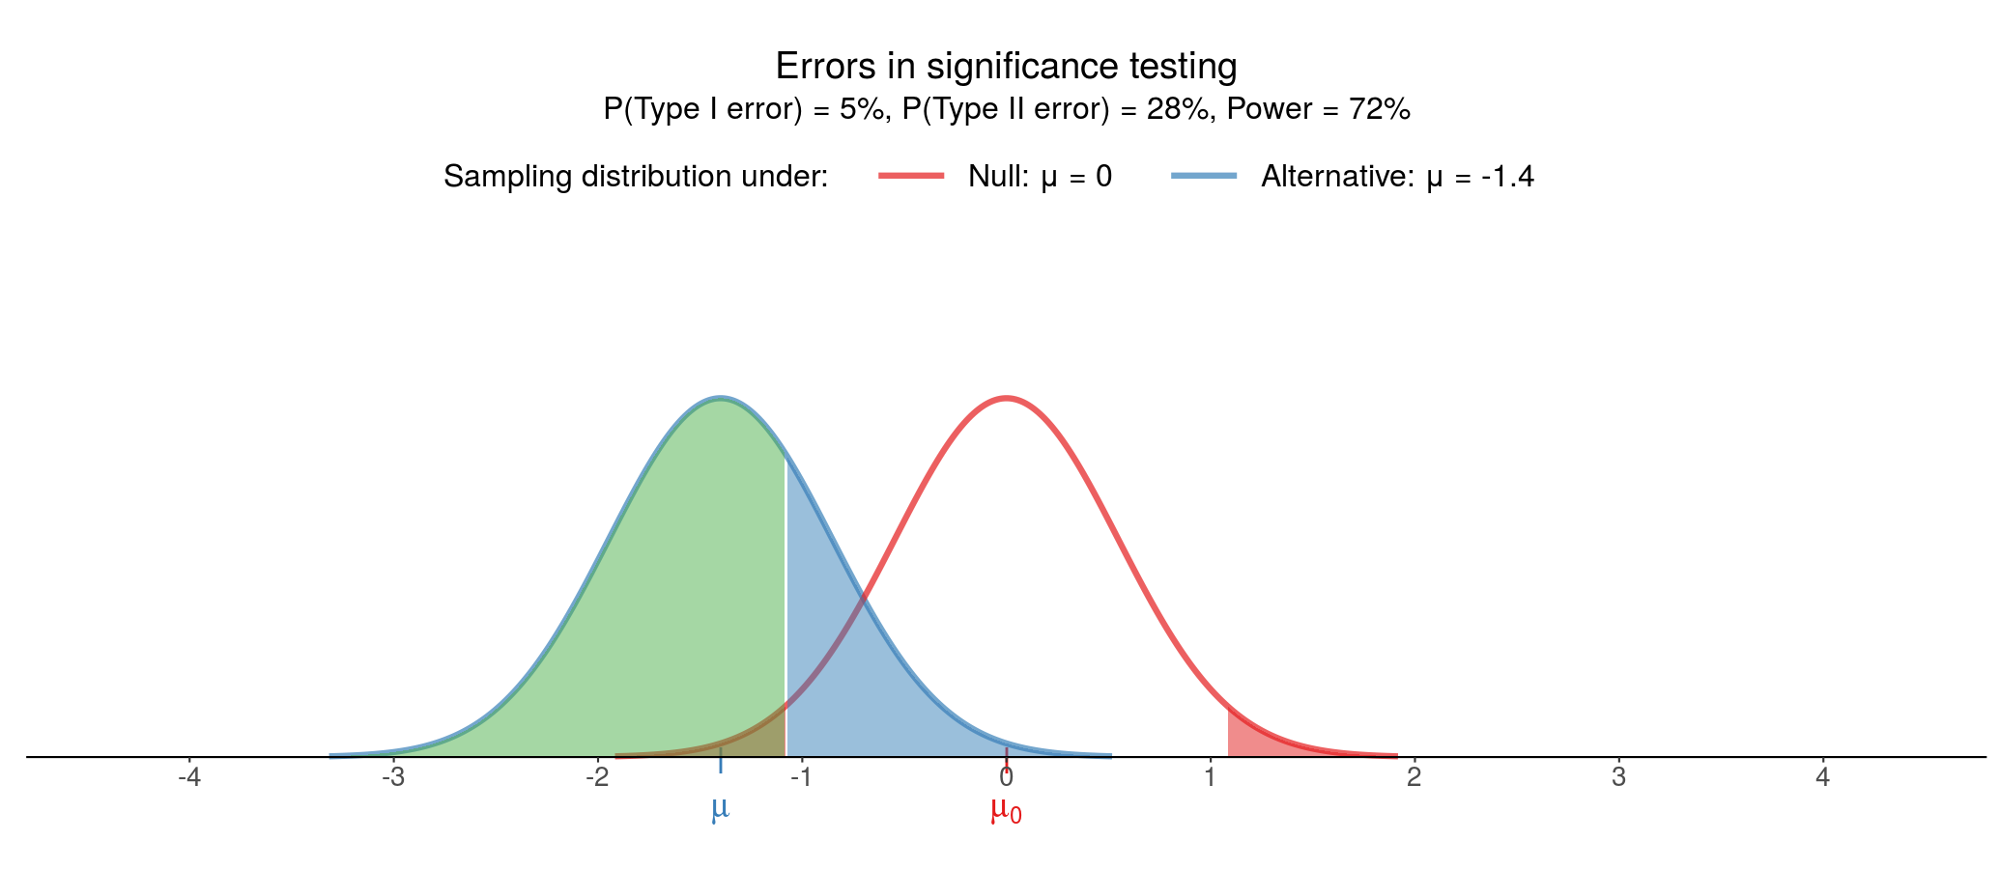 Errors in significance testing
P(Type I error) = 5%, P(Type II error) = 28%, Power = 72%
Sampling distribution under: Null: μ = 0 Alternative: μ = -1.4
-4 -3 -2 -1 0 1 2 3 4
μ μ₀